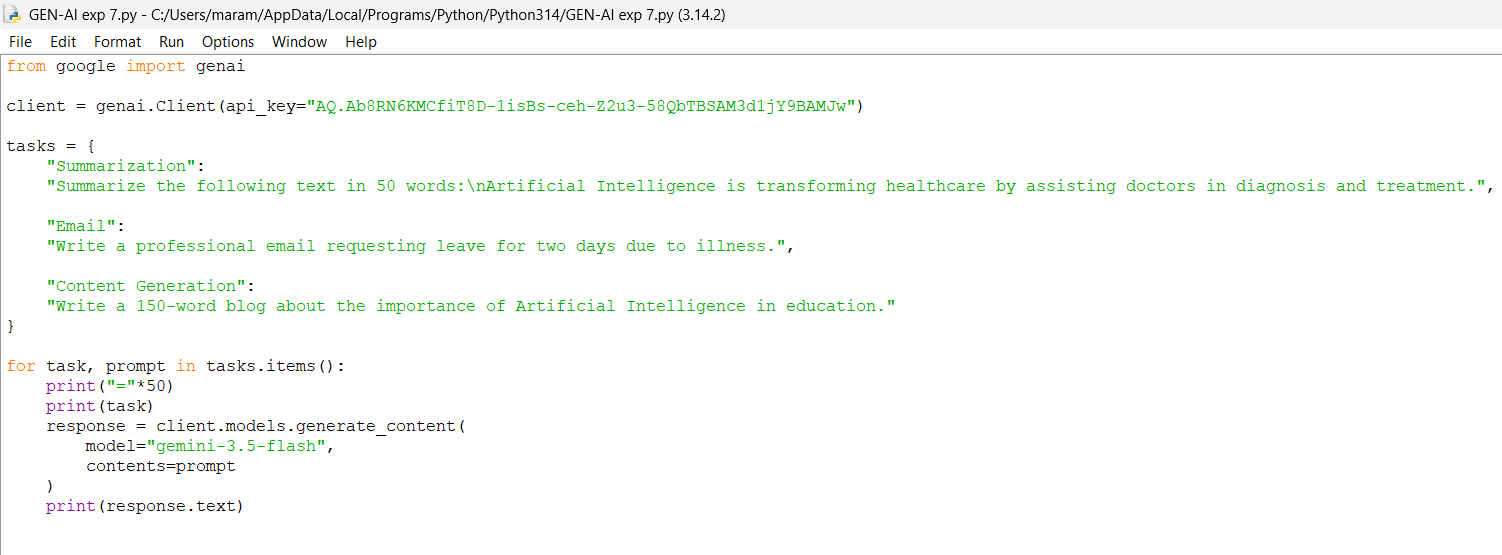 GEN-AI exp 7.py - C:/Users/maram/AppData/Local/Programs/Python/Python314/GEN-AI exp 7.py (3.14.2)
File Edit Format Run Options Window Help
from google import genai
client = genai.Client(api_key="AQ.Ab8RN6KMCfiT8D-1isBs-ceh-Z2u3-58QbTBSAM3d1jY9BAMJw")
tasks = {
    "Summarization":
    "Summarize the following text in 50 words:\nArtificial Intelligence is transforming healthcare by assisting doctors in diagnosis and treatment.",
    "Email":
    "Write a professional email requesting leave for two days due to illness.",
    "Content Generation":
    "Write a 150-word blog about the importance of Artificial Intelligence in education."
}
for task, prompt in tasks.items():
    print("="*50)
    print(task)
    response = client.models.generate_content(
        model="gemini-3.5-flash",
        contents=prompt
    )
    print(response.text)